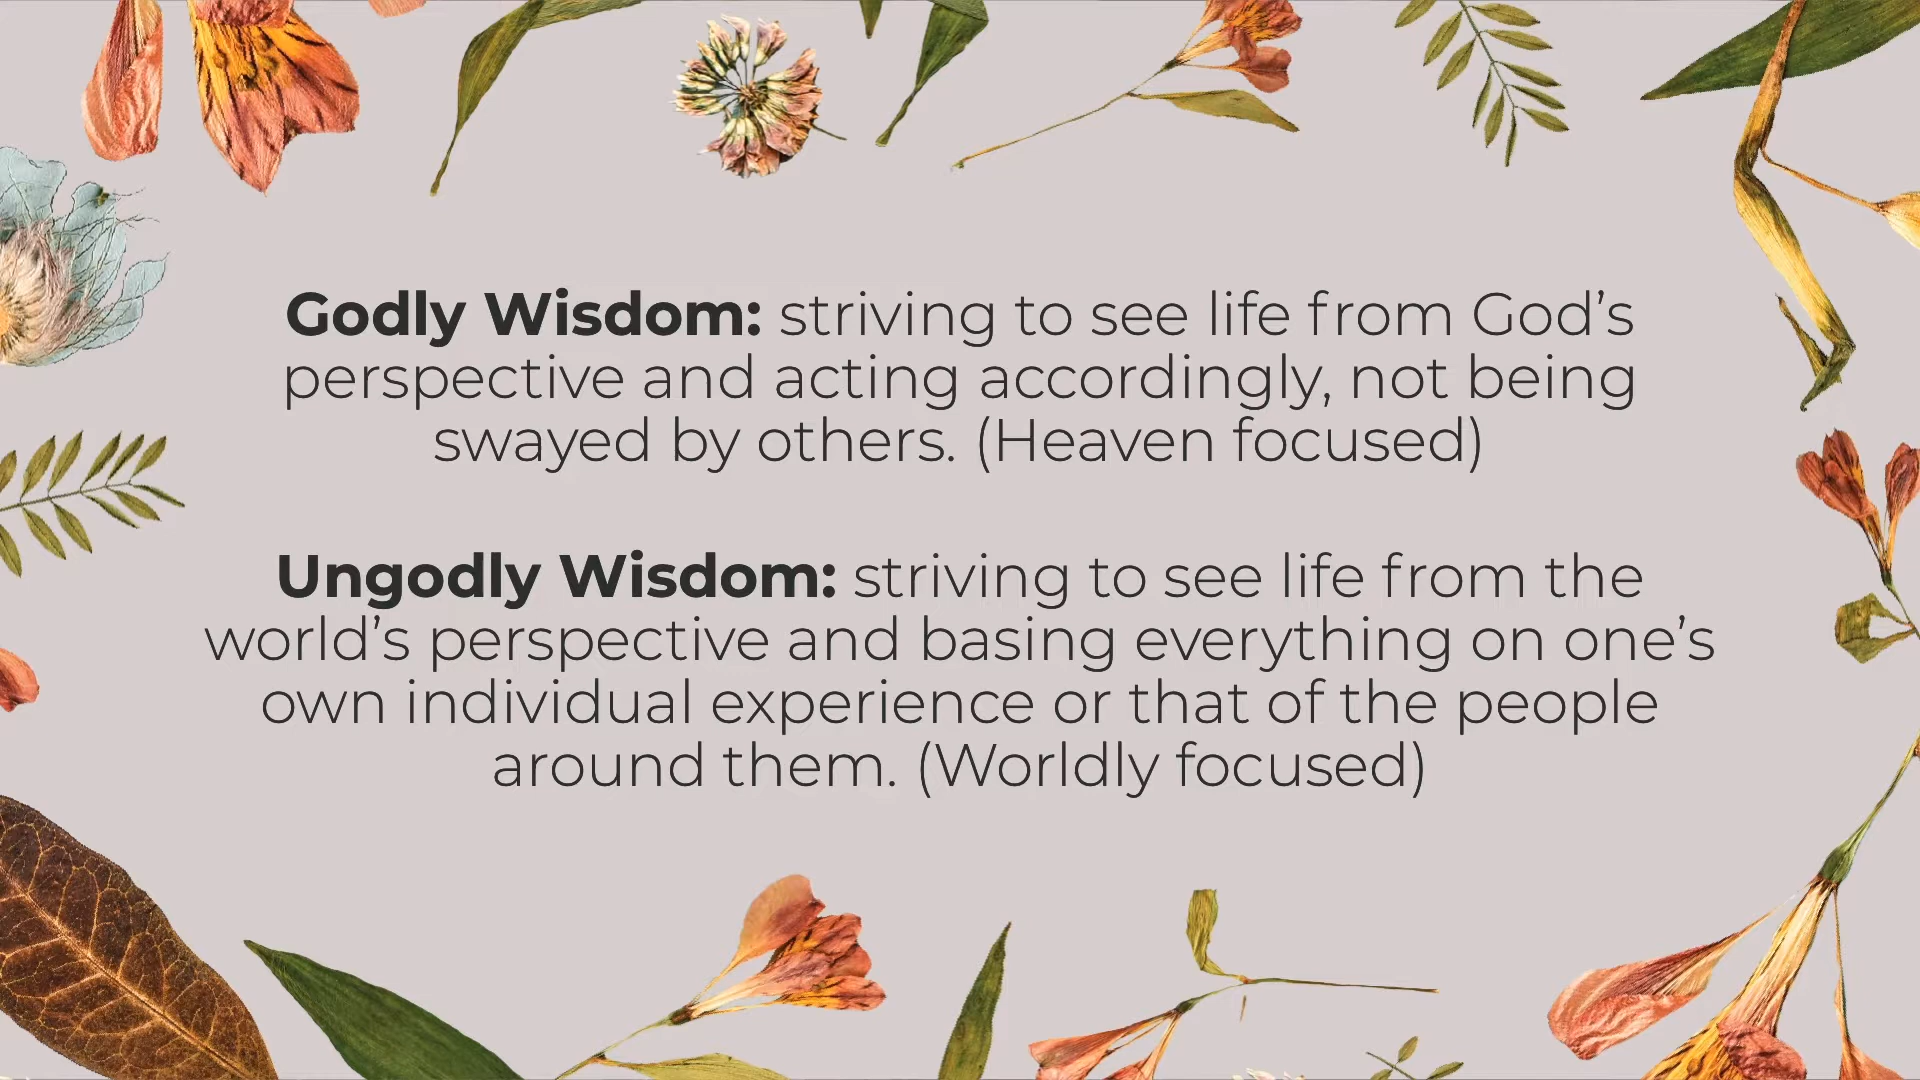 Godly Wisdom: striving to see life from God’s
perspective and acting accordingly, not being
swayed by others. (Heaven focused)
Ungodly Wisdom: striving to see life from the
world’s perspective and basing everything on one’s
own individual experience or that of the people
around them. (Worldly focused)